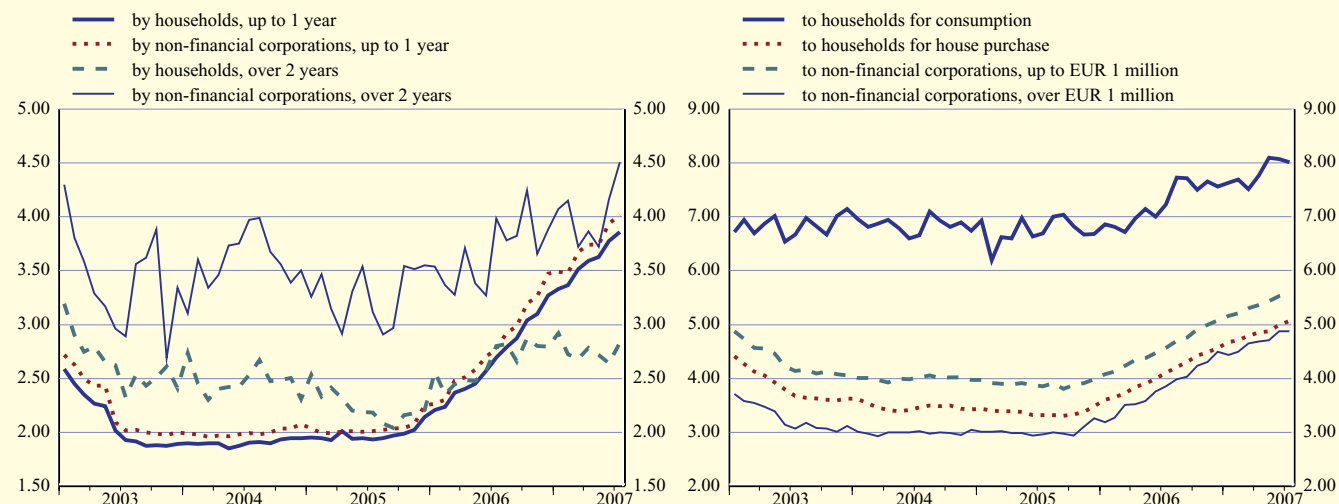 by households, up to 1 year
by non-financial corporations, up to 1 year
by households, over 2 years
by non-financial corporations, over 2 years
5.00 5.00
4.50 4.50
4.00 4.00
3.50 3.50
3.00 3.00
2.50 2.50
2.00 2.00
1.50 1.50
2003 2004 2005 2006 2007
to households for consumption
to households for house purchase
to non-financial corporations, up to EUR 1 million
to non-financial corporations, over EUR 1 million
9.00 9.00
8.00 8.00
7.00 7.00
6.00 6.00
5.00 5.00
4.00 4.00
3.00 3.00
2.00 2.00
2003 2004 2005 2006 2007